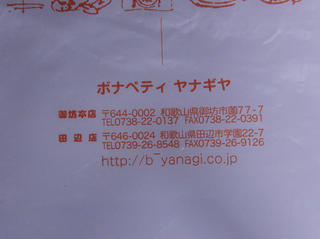 ボナペティ ヤナギヤ
御坊本店 〒644-0002 和歌山県御坊市薗77-7
TEL0738-22-0137 FAX0738-22-0391
田辺店 〒646-0024 和歌山県田辺市学園22-7
TEL0739-26-8548 FAX0739-26-9126
http://b-yanagi.co.jp